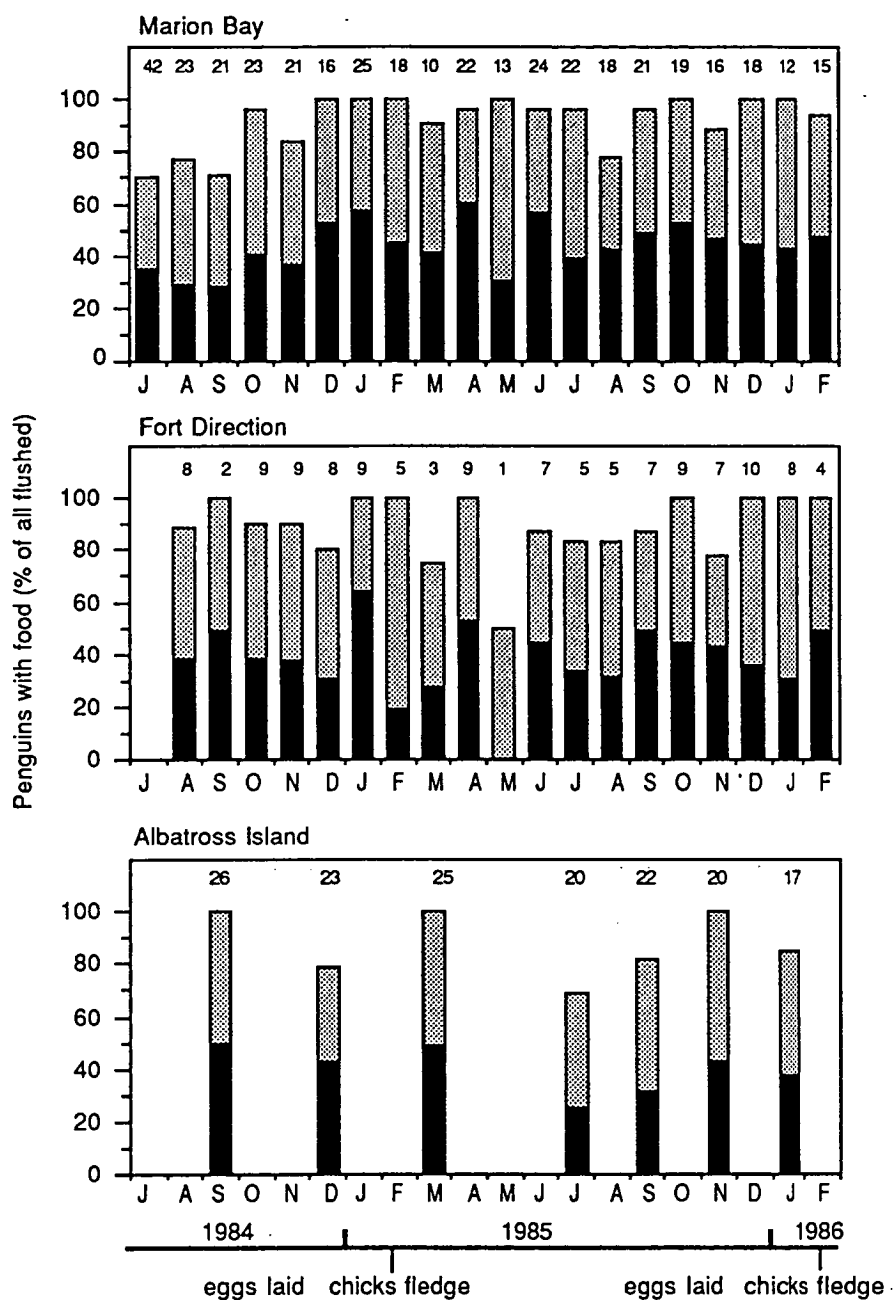 Marion Bay
42 23 21 23 21 16 25 18 10 22 13 24 22 18 21 19 16 18 12 15
100
80
60
40
20
0
J A S O N D J F M A M J J A S O N D J F
Penguins with food (% of all flushed)
Fort Direction
8 2 9 9 8 9 5 3 9 1 7 5 5 7 9 7 10 8 4
100
80
60
40
20
0
J A S O N D J F M A M J J A S O N D J F
Albatross Island
26 23 25 20 22 20 17
100
80
60
40
20
0
J A S O N D J F M A M J J A S O N D J F
1984 1985 1986
eggs laid chicks fledge eggs laid chicks fledge